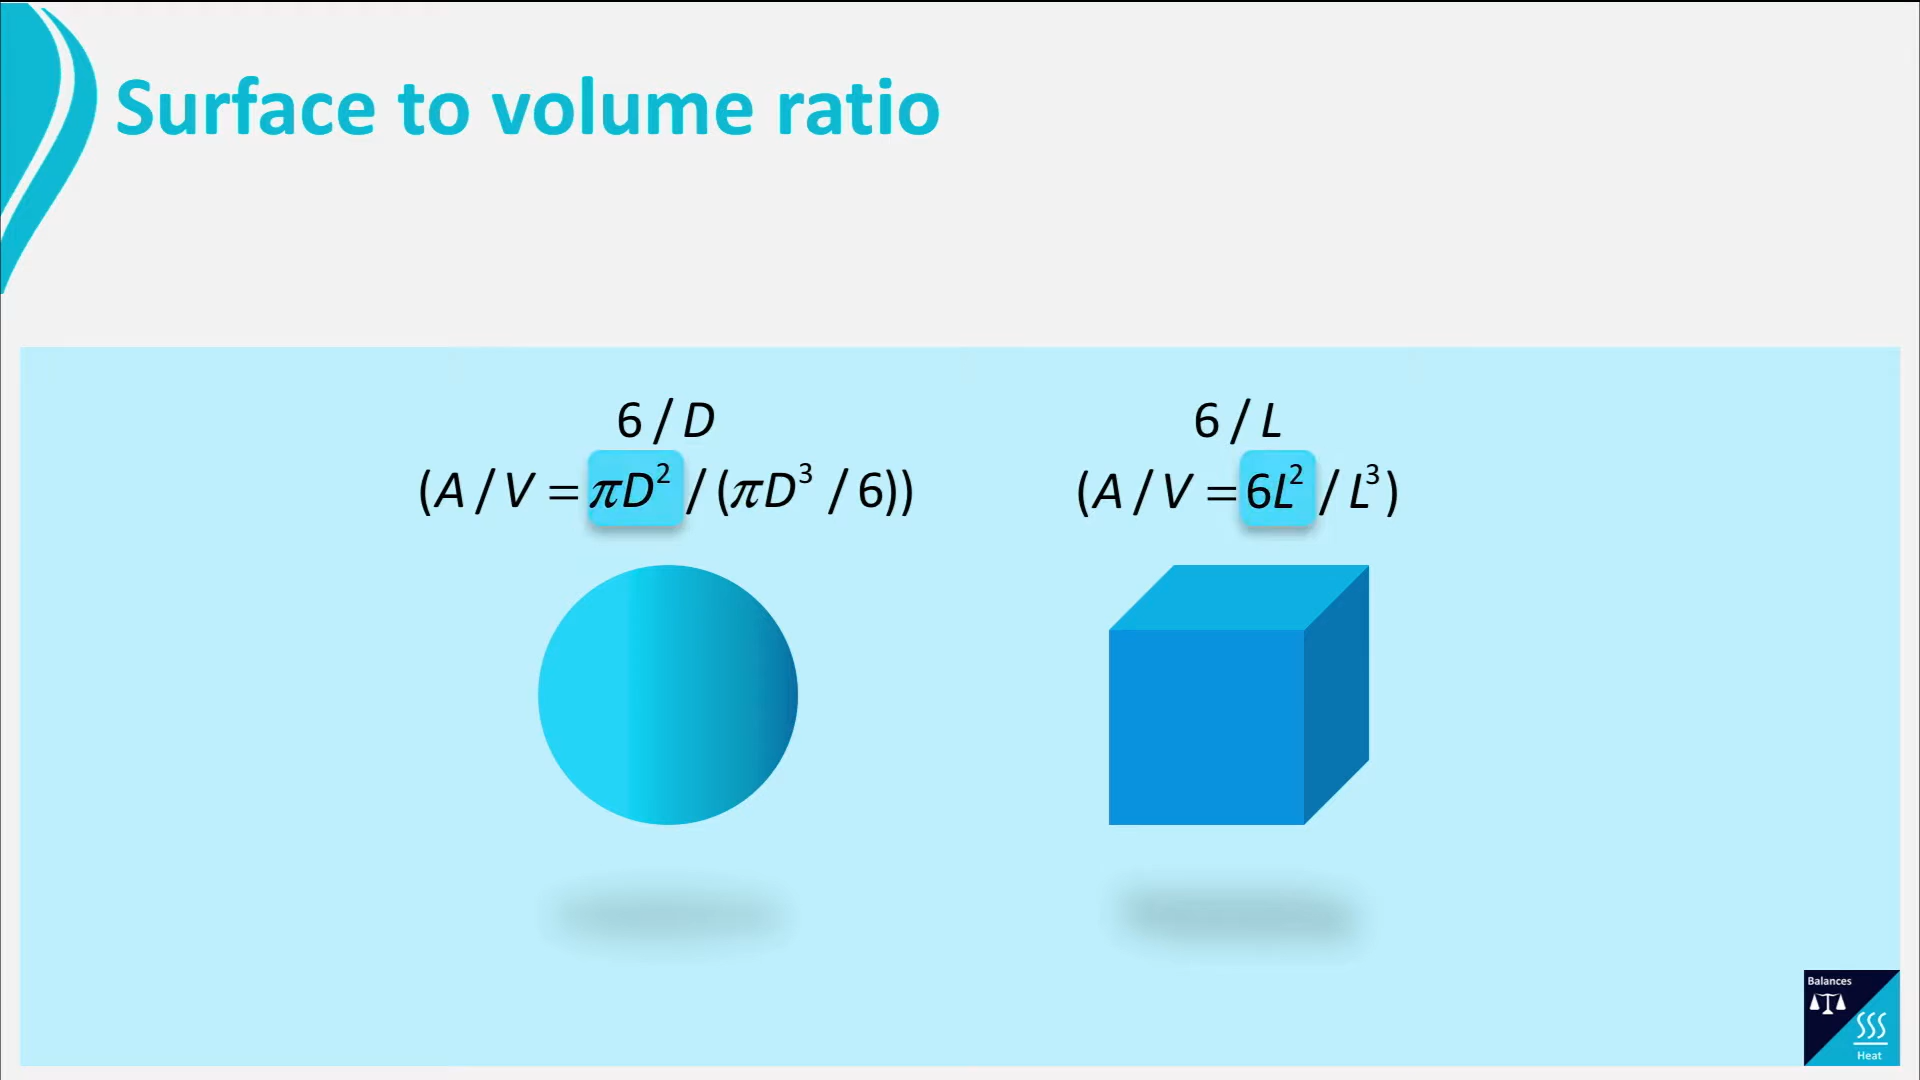 Surface to volume ratio
6 / D
(A / V = πD² / (πD³ / 6))
6 / L
(A / V = 6L² / L³)
Balances
Heat